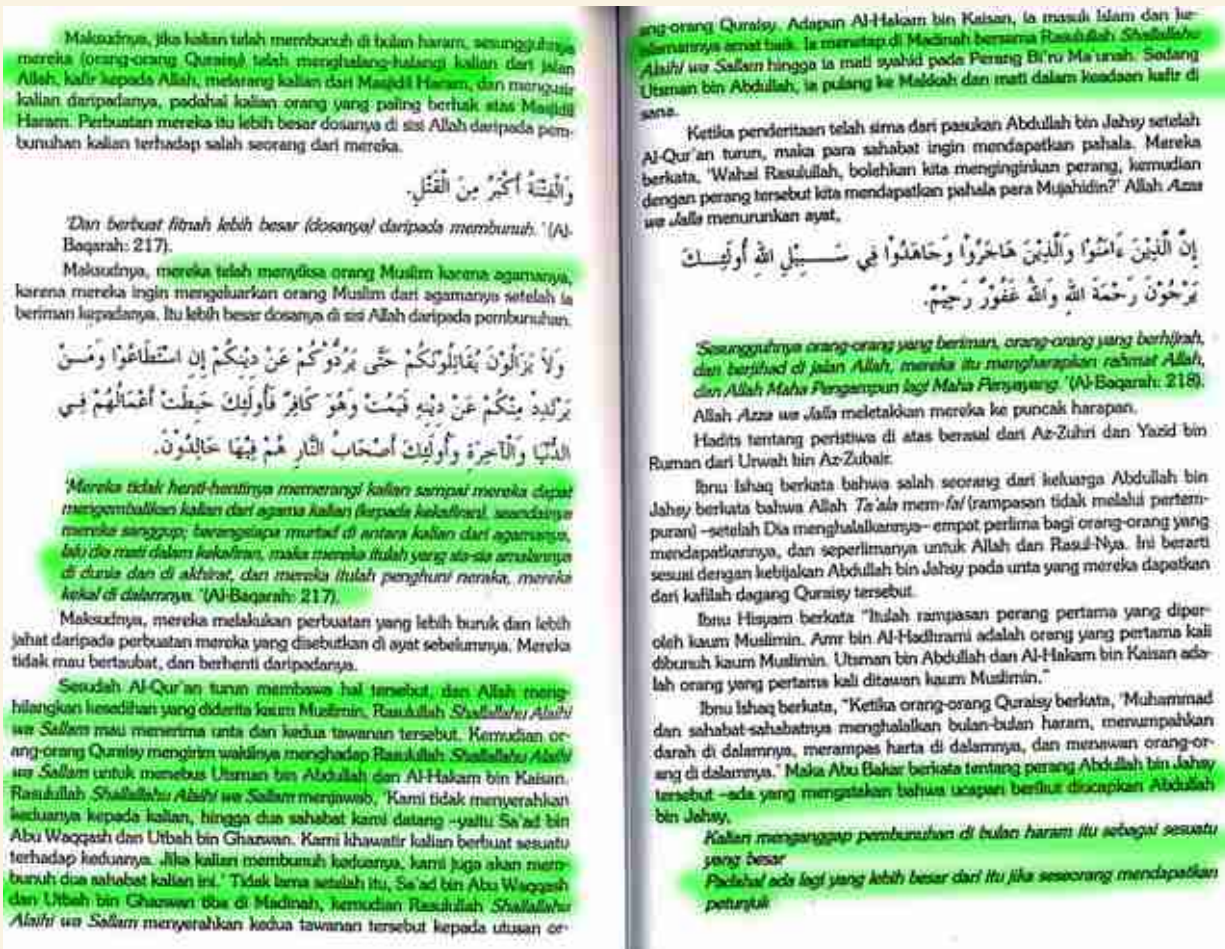 Maksudnya, jika kalian telah membunuh di bulan haram, sesungguhnya
mereka (orang-orang Quraisy) telah menghalang-halangi kalian dari jalan
Allah, kafir kepada Allah, melarang kalian dari Masjidil Haram, dan mengusir
kalian daripadanya, padahal kalian orang yang paling berhak atas Masjidil
Haram. Perbuatan mereka itu lebih besar dosanya di sisi Allah daripada pem-
bunuhan kalian terhadap salah seorang dari mereka.
وَالْفِتْنَةُ أَكْبَرُ مِنَ الْقَتْلِ.
'Dan berbuat fitnah lebih besar (dosanya) daripada membunuh.' (Al-
Baqarah: 217).
Maksudnya, mereka telah menyiksa orang Muslim karena agamanya,
karena mereka ingin mengeluarkan orang Muslim dari agamanya setelah ia
beriman kepadanya. Itu lebih besar dosanya di sisi Allah daripada pembunuhan.
وَلاَ يَزَالُوْنَ يُقَاتِلُوْنَكُمْ حَتَّى يَرُدُّوْكُمْ عَنْ دِيْنِكُمْ إِنِ اسْتَطَاعُوْا وَمَــنْ
يَرْتَدِدْ مِنْكُمْ عَنْ دِيْنِهِ فَيَمُتْ وَهُوَ كَافِرٌ فَأُولَئِكَ حَبِطَتْ أَعْمَالُهُمْ فِــي
الدُّنْيَا وَالْآخِرَةِ وَأُولَئِكَ أَصْحَابُ النَّارِ هُمْ فِيْهَا خَالِدُوْنَ.
'Mereka tidak henti-hentinya memerangi kalian sampai mereka dapat
mengembalikan kalian dari agama kalian (kepada kekafiran), seandainya
mereka sanggup; barangsiapa murtad di antara kalian dari agamanya,
lalu dia mati dalam kekafiran, maka mereka itulah yang sia-sia amalannya
di dunia dan di akhirat, dan mereka itulah penghuni neraka, mereka
kekal di dalamnya. '(Al-Baqarah: 217).
Maksudnya, mereka melakukan perbuatan yang lebih buruk dan lebih
jahat daripada perbuatan mereka yang disebutkan di ayat sebelumnya. Mereka
tidak mau bertaubat, dan berhenti daripadanya.
Sesudah Al-Qur'an turun membawa hal tersebut, dan Allah meng-
hilangkan kesedihan yang diderita kaum Muslimin, Rasulullah Shallallahu Alaihi
wa Sallam mau menerima unta dan kedua tawanan tersebut. Kemudian or-
ang-orang Quraisy mengirim wakilnya menghadap Rasulullah Shallallahu Alaihi
wa Sallam untuk menebus Utsman bin Abdullah dan Al-Hakam bin Kaisan.
Rasulullah Shallallahu Alaihi wa Sallam menjawab, 'Kami tidak menyerahkan
keduanya kepada kalian, hingga dua sahabat kami datang –yaitu Sa'ad bin
Abu Waqqash dan Utbah bin Ghazwan. Kami khawatir kalian berbuat sesuatu
terhadap keduanya. Jika kalian membunuh keduanya, kami juga akan mem-
bunuh dua sahabat kalian ini.' Tidak lama setelah itu, Sa'ad bin Abu Waqqash
dan Utbah bin Ghazwan tiba di Madinah, kemudian Rasulullah Shallallahu
Alaihi wa Sallam menyerahkan kedua tawanan tersebut kepada utusan or-
ang-orang Quraisy. Adapun Al-Hakam bin Kaisan, ia masuk Islam dan ke-
islamannya amat baik. Ia menetap di Madinah bersama Rasulullah Shallallahu
Alaihi wa Sallam hingga ia mati syahid pada Perang Bi'ru Ma'unah. Sedang
Utsman bin Abdullah, ia pulang ke Makkah dan mati dalam keadaan kafir di
sana.
Ketika penderitaan telah sirna dari pasukan Abdullah bin Jahsy setelah
Al-Qur'an turun, maka para sahabat ingin mendapatkan pahala. Mereka
berkata, 'Wahai Rasulullah, bolehkan kita menginginkan perang, kemudian
dengan perang tersebut kita mendapatkan pahala para Mujahidin?' Allah Azza
wa Jalla menurunkan ayat,
إِنَّ الَّذِيْنَ ءَامَنُوْا وَالَّذِيْنَ هَاجَرُوْا وَجَاهَدُوْا فِي ســـبِيْلِ اللهِ أُولَئِـــكَ
يَرْجُوْنَ رَحْمَةَ اللهِ وَاللهُ غَفُوْرٌ رَحِيْمٌ.
'Sesungguhnya orang-orang yang beriman, orang-orang yang berhijrah,
dan berjihad di jalan Allah, mereka itu mengharapkan rahmat Allah,
dan Allah Maha Pengampun lagi Maha Penyayang. '(Al-Baqarah: 218).
Allah Azza wa Jalla meletakkan mereka ke puncak harapan.
Hadits tentang peristiwa di atas berasal dari Az-Zuhri dan Yazid bin
Ruman dari Urwah bin Az-Zubair.
Ibnu Ishaq berkata bahwa salah seorang dari keluarga Abdullah bin
Jahsy berkata bahwa Allah Ta'ala mem-fai (rampasan tidak melalui pertem-
puran) –setelah Dia menghalalkannya– empat perlima bagi orang-orang yang
mendapatkannya, dan seperlimanya untuk Allah dan Rasul-Nya. Ini berarti
sesuai dengan kebijakan Abdullah bin Jahsy pada unta yang mereka dapatkan
dari kafilah dagang Quraisy tersebut.
Ibnu Hisyam berkata "Itulah rampasan perang pertama yang diper-
oleh kaum Muslimin. Amr bin Al-Hadhrami adalah orang yang pertama kali
dibunuh kaum Muslimin. Utsman bin Abdullah dan Al-Hakam bin Kaisan ada-
lah orang yang pertama kali ditawan kaum Muslimin."
Ibnu Ishaq berkata, "Ketika orang-orang Quraisy berkata, 'Muhammad
dan sahabat-sahabatnya menghalalkan bulan-bulan haram, menumpahkan
darah di dalamnya, merampas harta di dalamnya, dan menawan orang-or-
ang di dalamnya.' Maka Abu Bakar berkata tentang perang Abdullah bin Jahsy
tersebut –ada yang mengatakan bahwa ucapan berikut diucapkan Abdullah
bin Jahsy,
Kalian menganggap pembunuhan di bulan haram itu sebagai sesuatu
yang besar
Padahal ada lagi yang lebih besar dari itu jika seseorang mendapatkan
petunjuk